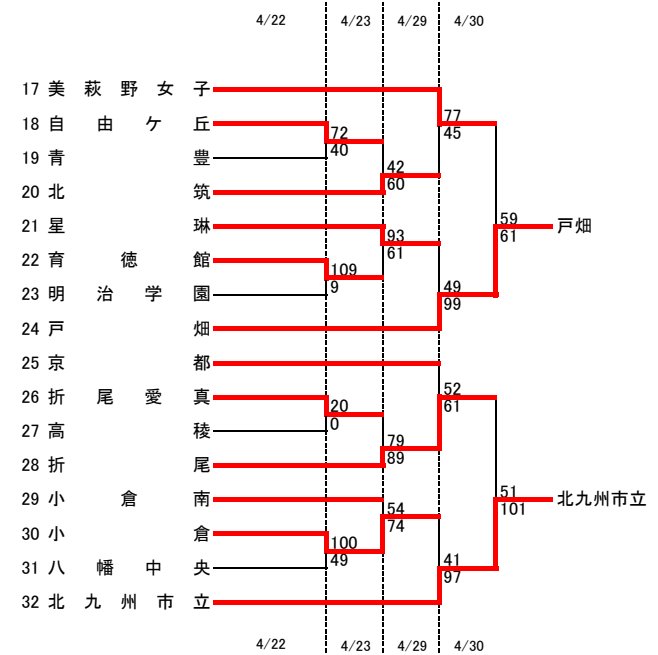 4/22 4/23 4/29 4/30
17 美萩野女子
77
18 自由ケ丘
72
45
19 青豊
40
42
20 北筑
60
59
21 星琳
戸畑
93
61
22 育徳館
61
109
23 明治学園
9
49
24 戸畑
99
25 京都
52
26 折尾愛真
20
61
27 高稜
0
79
28 折尾
89
51
29 小倉南
北九州市立
54
101
30 小倉
74
100
31 八幡中央
49
41
32 北九州市立
97
4/22 4/23 4/29 4/30